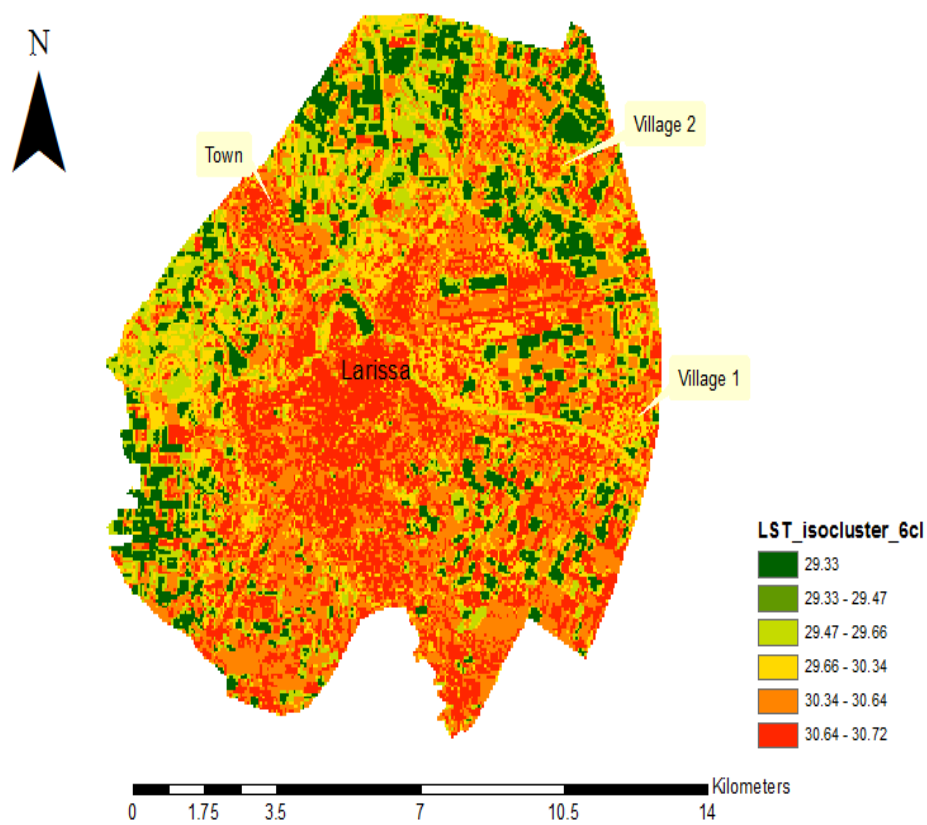 N
Village 2
Town
Larissa
Village 1
LST_isocluster_6cl
29.33
29.33 - 29.47
29.47 - 29.66
29.66 - 30.34
30.34 - 30.64
30.64 - 30.72
Kilometers
0 1.75 3.5 7 10.5 14